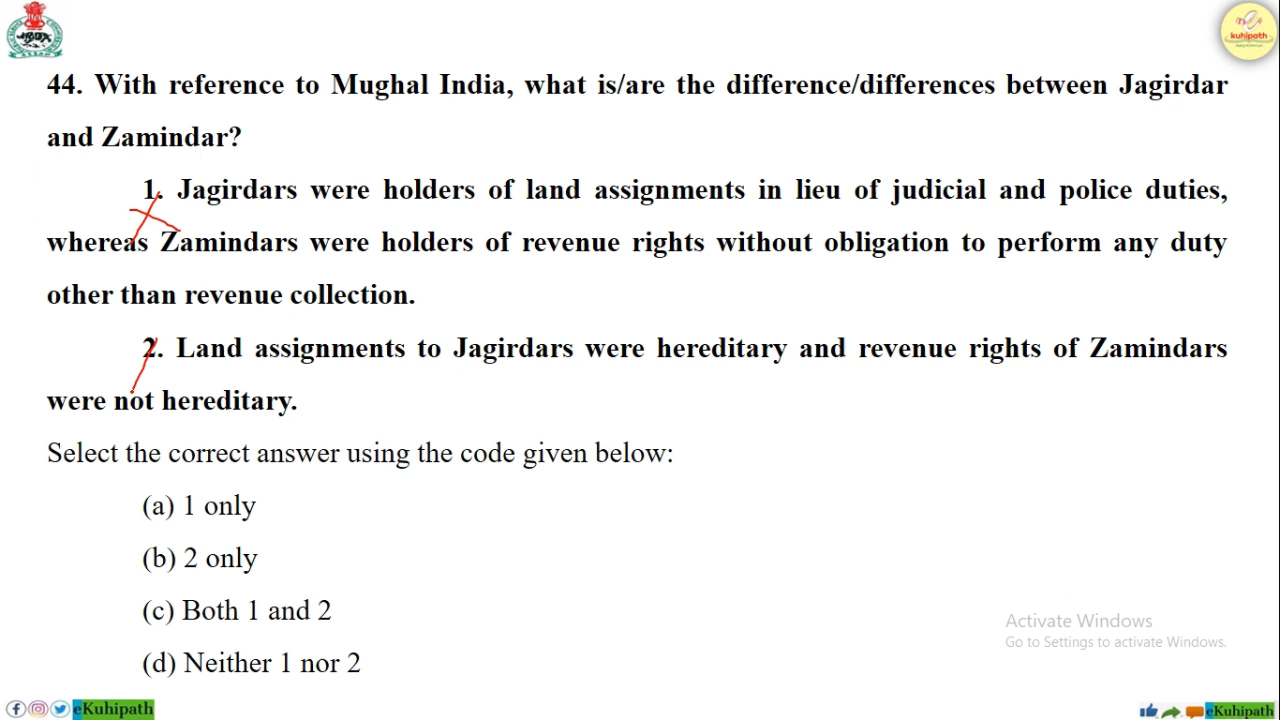 kuhipath
44. With reference to Mughal India, what is/are the difference/differences between Jagirdar
and Zamindar?
1. Jagirdars were holders of land assignments in lieu of judicial and police duties,
whereas Zamindars were holders of revenue rights without obligation to perform any duty
other than revenue collection.
2. Land assignments to Jagirdars were hereditary and revenue rights of Zamindars
were not hereditary.
Select the correct answer using the code given below:
(a) 1 only
(b) 2 only
(c) Both 1 and 2
(d) Neither 1 nor 2
Activate Windows
Go to Settings to activate Windows.
eKuhipath
eKuhipath